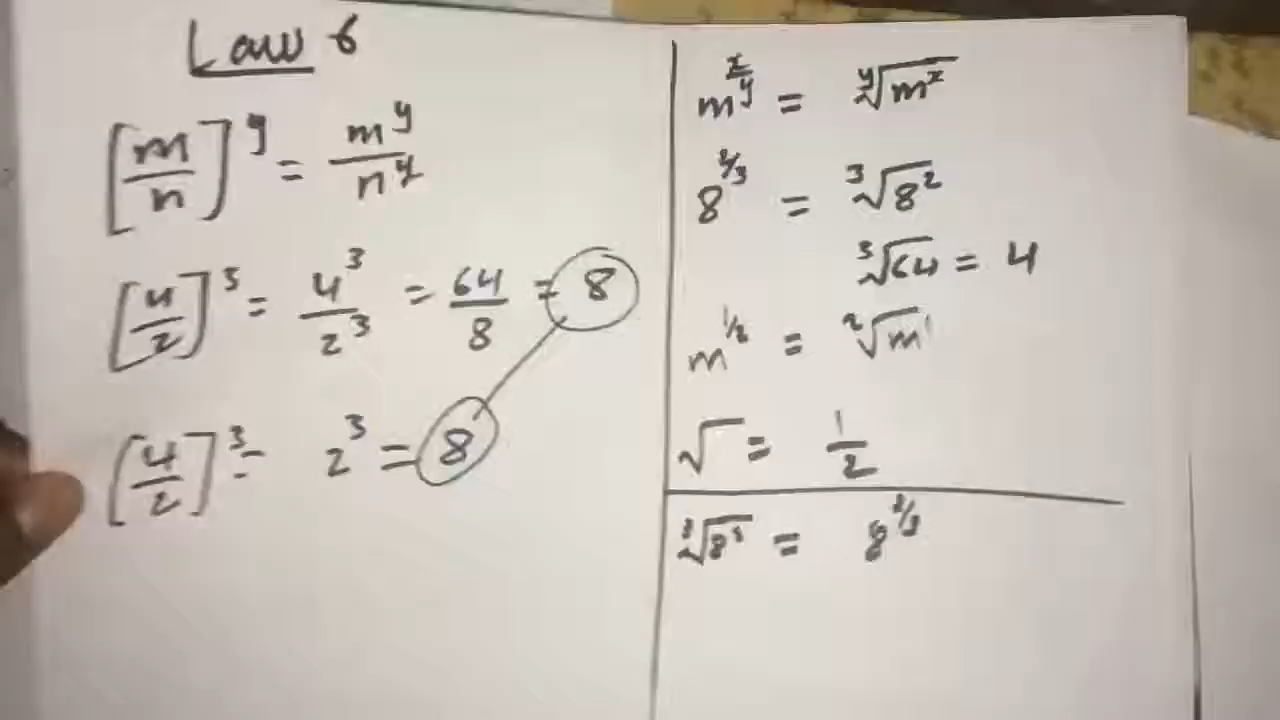 Law 6
[m/n]^y = m^y/n^y
[4/2]^3 = 4^3/2^3 = 64/8 = 8
[4/2]^3 = 2^3 = 8
m^x/y = y√m^x
8^2/3 = 3√8^2
3√64 = 4
m^1/2 = 2√m^1
√ = 1/2
3√8^2 = 8^2/3